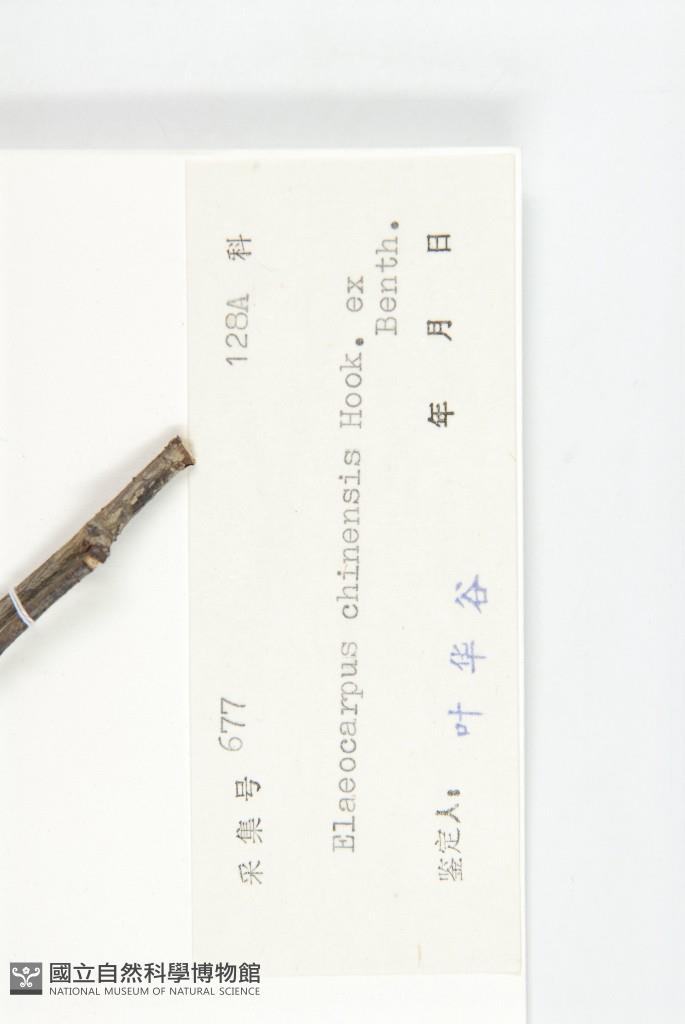 采集号 677 128A 科
Elaeocarpus chinensis Hook. ex
Benth.
鉴定人: 叶华谷 年 月 日
國立自然科學博物館
NATIONAL MUSEUM OF NATURAL SCIENCE